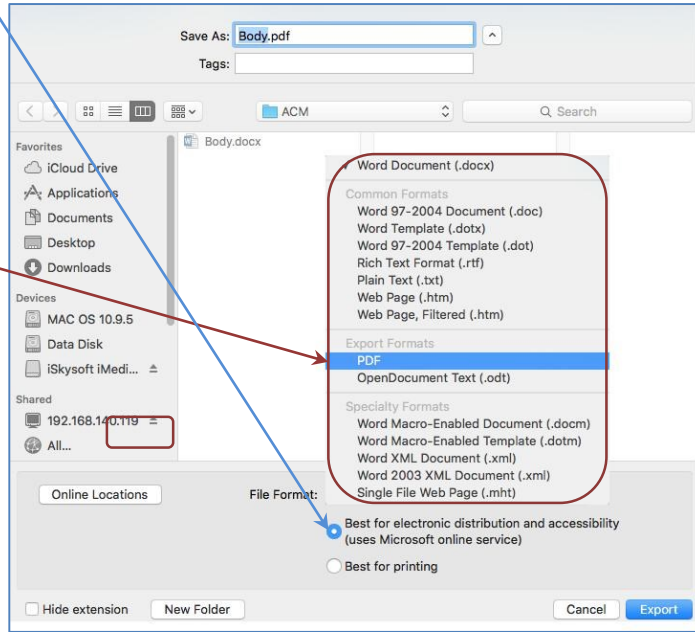 Save As: Body.pdf
Tags:
ACM
Search
Favorites
iCloud Drive
Applications
Documents
Desktop
Downloads
Devices
MAC OS 10.9.5
Data Disk
iSkysoft iMedi...
Shared
192.168.140.119
All...
Body.docx
Word Document (.docx)
Common Formats
Word 97-2004 Document (.doc)
Word Template (.dotx)
Word 97-2004 Template (.dot)
Rich Text Format (.rtf)
Plain Text (.txt)
Web Page (.htm)
Web Page, Filtered (.htm)
Export Formats
PDF
OpenDocument Text (.odt)
Specialty Formats
Word Macro-Enabled Document (.docm)
Word Macro-Enabled Template (.dotm)
Word XML Document (.xml)
Word 2003 XML Document (.xml)
Single File Web Page (.mht)
Online Locations
File Format:
Best for electronic distribution and accessibility
(uses Microsoft online service)
Best for printing
Hide extension
New Folder
Cancel
Export